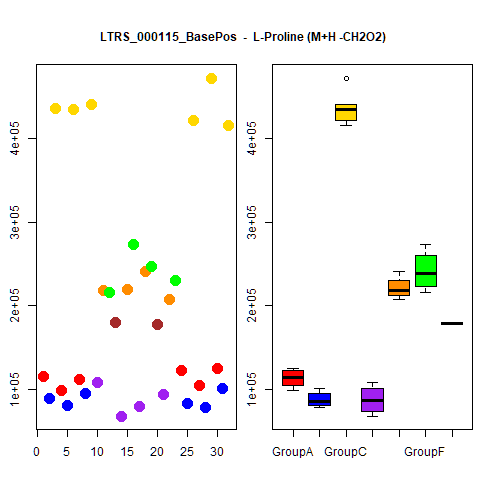 LTRS_000115_BasePos - L-Proline (M+H -CH2O2)
4e+05
3e+05
2e+05
1e+05
0 5 10 15 20 25 30
4e+05
3e+05
2e+05
1e+05
GroupA GroupC GroupF